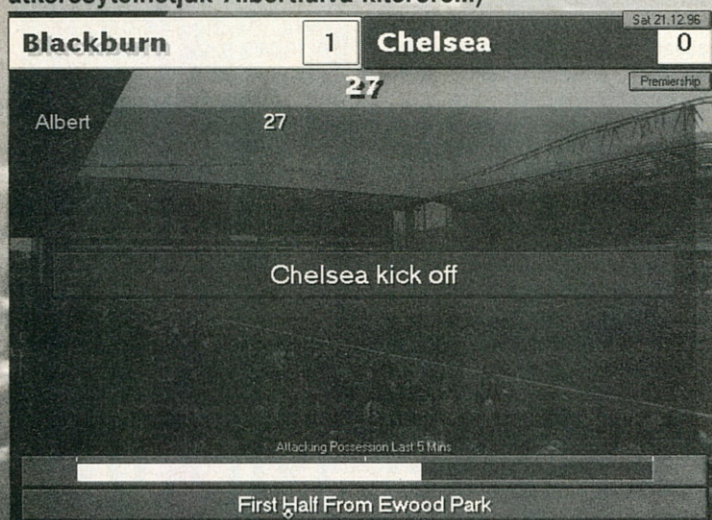 Sat 21.12.96
Blackburn 1 Chelsea 0
27
Premiership
Albert 27
Chelsea kick off
Attacking Possession Last 5 Mins
First Half From Ewood Park